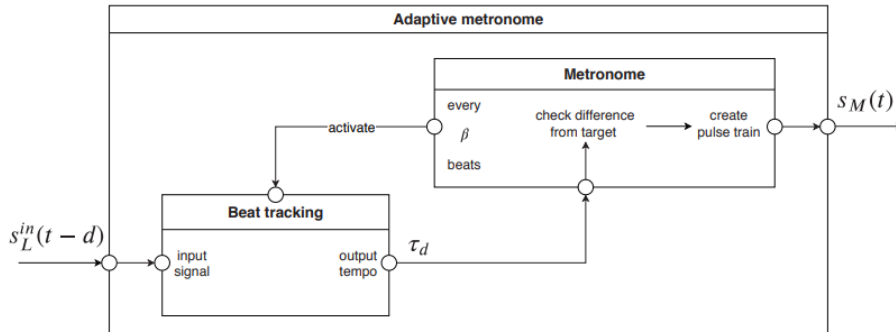 Adaptive metronome
Metronome
every
β
beats
check difference
from target
create
pulse train
s_M(t)
activate
Beat tracking
s_L^{in}(t − d)
input
signal
output
tempo
τ_d